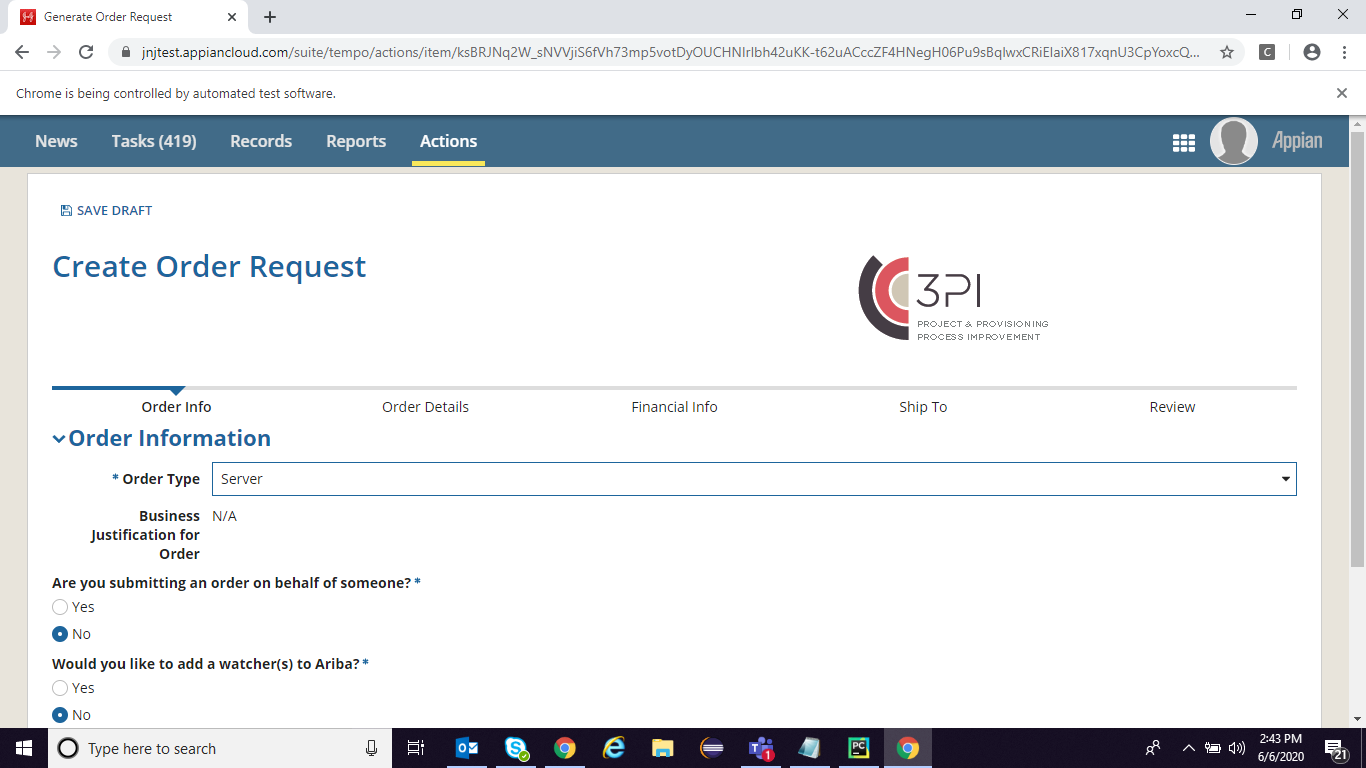 Generate Order Request
jnjtest.appiancloud.com/suite/tempo/actions/item/ksBRJNq2W_sNVVjiS6fVh73mp5votDyOUCHNIrlbh42uKK-t62uACccZF4HNegH06Pu9sBqlwxCRiElaiX817xqnU3CpYoxcQ...
C
Chrome is being controlled by automated test software.
News Tasks (419) Records Reports Actions
Appian
SAVE DRAFT
Create Order Request
3PI
PROJECT & PROVISIONING
PROCESS IMPROVEMENT
Order Info Order Details Financial Info Ship To Review
Order Information
* Order Type Server
Business N/A
Justification for
Order
Are you submitting an order on behalf of someone? *
Yes
No
Would you like to add a watcher(s) to Ariba? *
Yes
No
Type here to search
1
PC
2:43 PM
6/6/2020
21